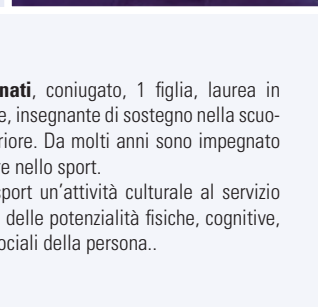 nati, coniugato, 1 figlia, laurea in
e, insegnante di sostegno nella scuo-
riore. Da molti anni sono impegnato
e nello sport.
sport un’attività culturale al servizio
delle potenzialità fisiche, cognitive,
ociali della persona..